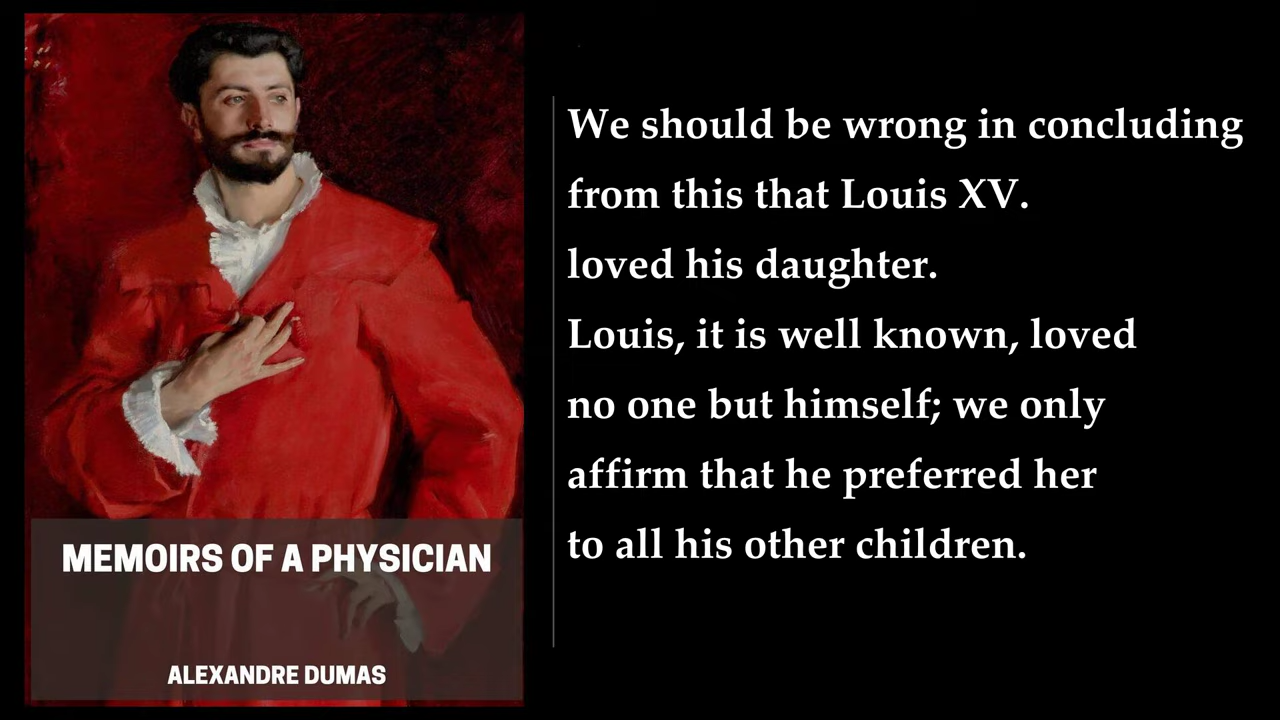 MEMOIRS OF A PHYSICIAN
ALEXANDRE DUMAS
We should be wrong in concluding
from this that Louis XV.
loved his daughter.
Louis, it is well known, loved
no one but himself; we only
affirm that he preferred her
to all his other children.